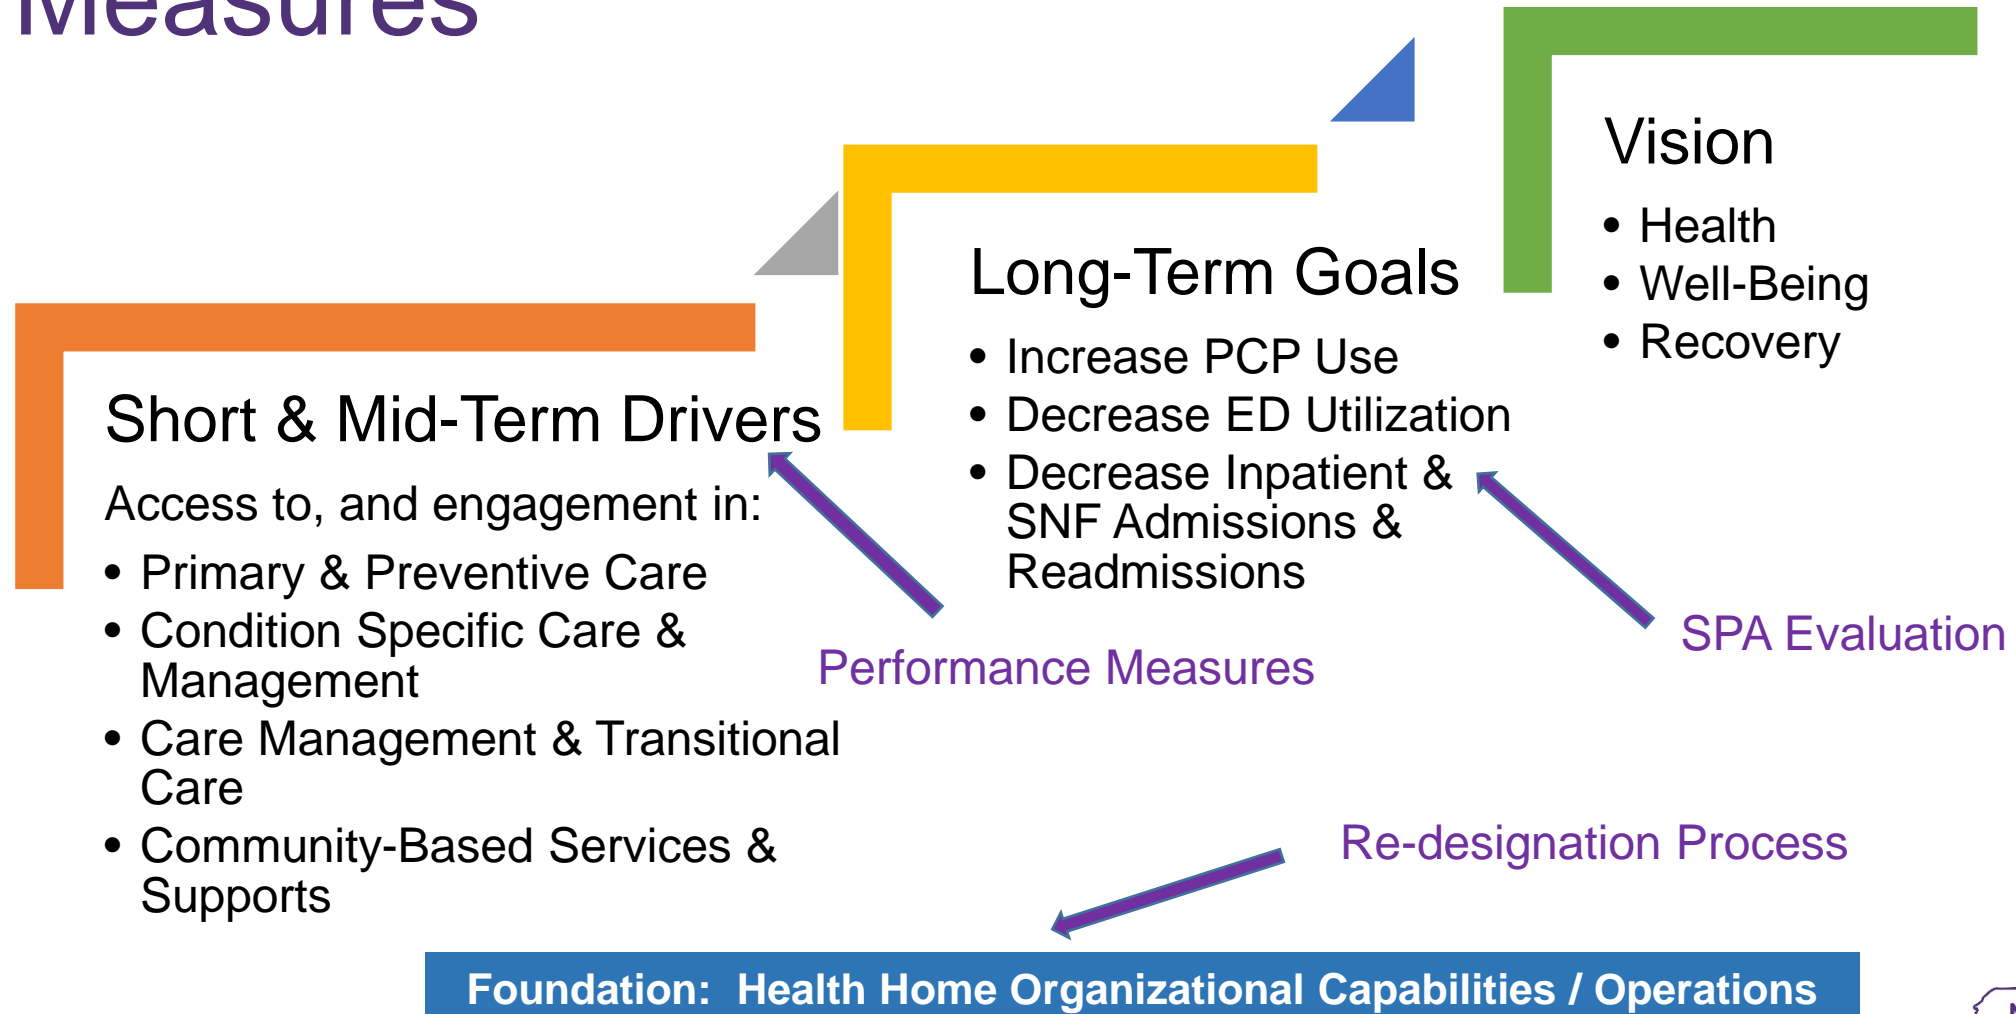 Measures
Short & Mid-Term Drivers
Access to, and engagement in:
• Primary & Preventive Care
• Condition Specific Care &
Management
• Care Management & Transitional
Care
• Community-Based Services &
Supports
Performance Measures
Long-Term Goals
• Increase PCP Use
• Decrease ED Utilization
• Decrease Inpatient &
SNF Admissions &
Readmissions
SPA Evaluation
Vision
• Health
• Well-Being
• Recovery
Re-designation Process
Foundation:  Health Home Organizational Capabilities / Operations